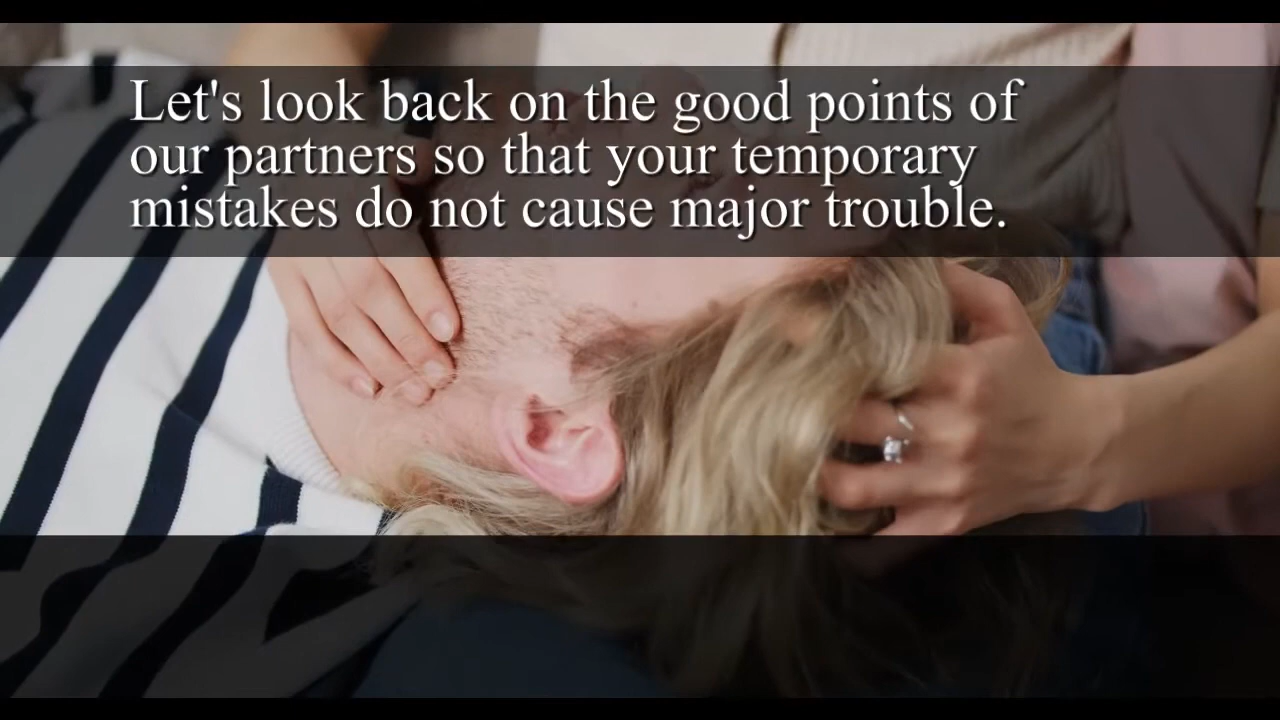 Let's look back on the good points of
our partners so that your temporary
mistakes do not cause major trouble.